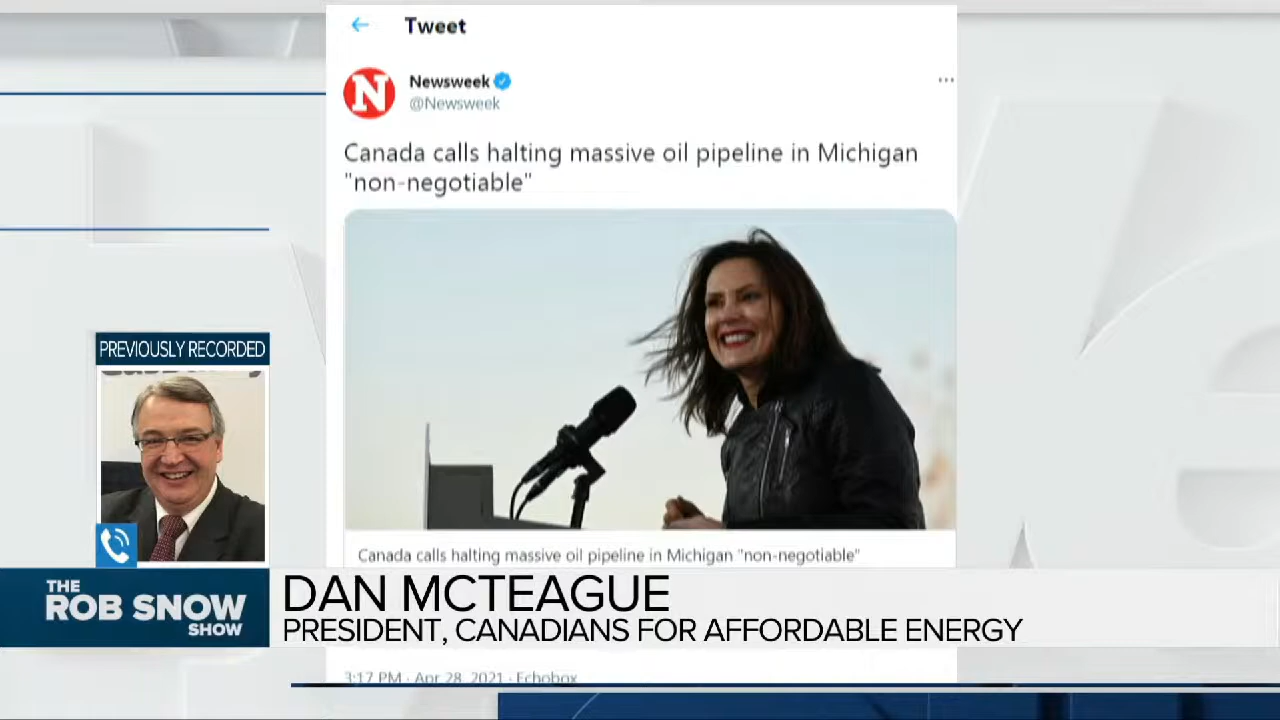 Tweet
N
Newsweek
@Newsweek
Canada calls halting massive oil pipeline in Michigan
"non-negotiable"
PREVIOUSLY RECORDED
Canada calls halting massive oil pipeline in Michigan "non-negotiable"
THE
ROB SNOW
SHOW
DAN MCTEAGUE
PRESIDENT, CANADIANS FOR AFFORDABLE ENERGY
3:17 PM · Apr 28, 2021 · Echobox